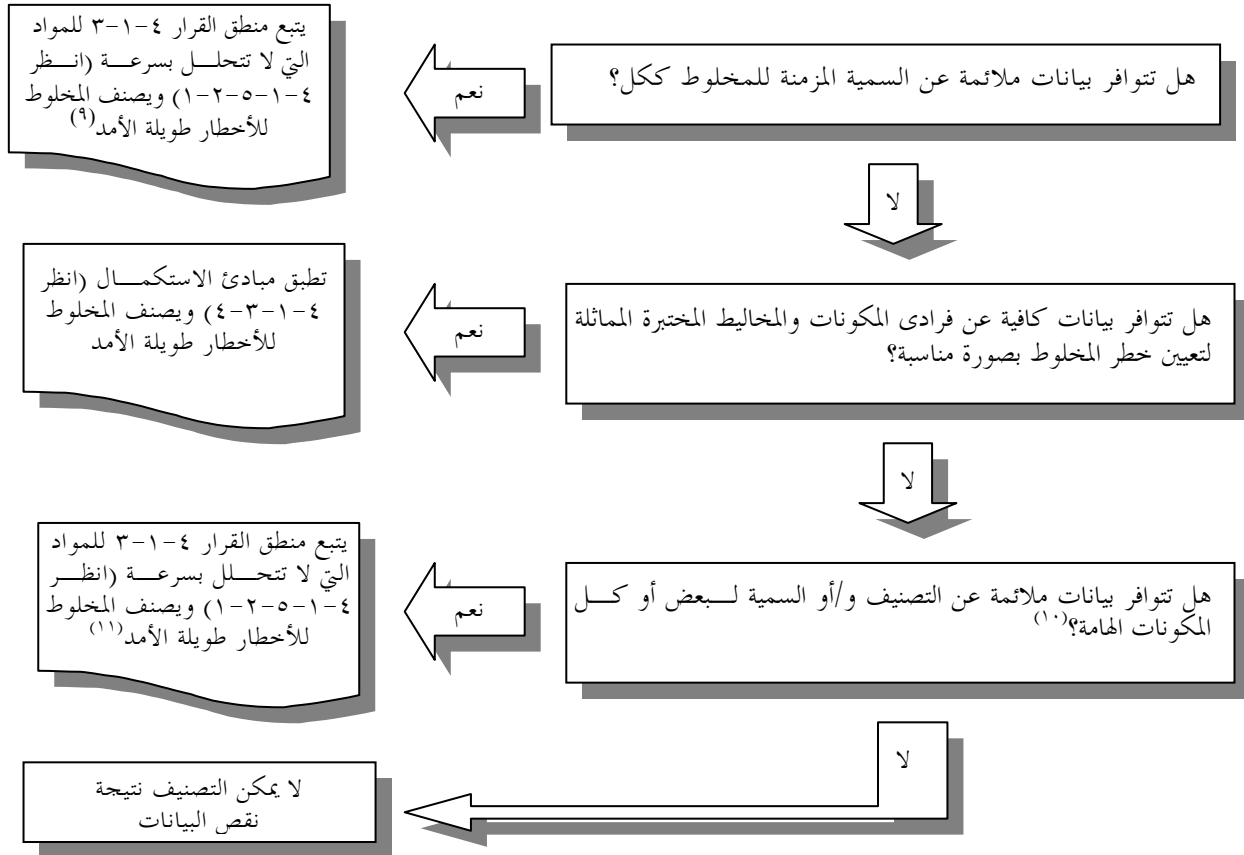 هل تتوافر بيانات ملائمة عن السمية المزمنة للمخلوط ككل؟
نعم
يتبع منطق القرار ٤-١-٣ للمواد
التي لا تتحلل بسرعة (انظر
٤-١-٥-٢-١) ويصنف المخلوط
للأخطار طويلة الأمد(٩)
لا
هل تتوافر بيانات كافية عن فرادى المكونات والمخاليط المختبرة المماثلة
لتعيين خطر المخلوط بصورة مناسبة؟
نعم
تطبق مبادئ الاستكمال (انظر
٤-١-٣-٤) ويصنف المخلوط
للأخطار طويلة الأمد
لا
هل تتوافر بيانات ملائمة عن التصنيف و/أو السمية لبعض أو كل
المكونات الهامة؟(١٠)
نعم
يتبع منطق القرار ٤-١-٣ للمواد
التي لا تتحلل بسرعة (انظر
٤-١-٥-٢-١) ويصنف المخلوط
للأخطار طويلة الأمد(١١)
لا
لا يمكن التصنيف نتيجة
نقص البيانات